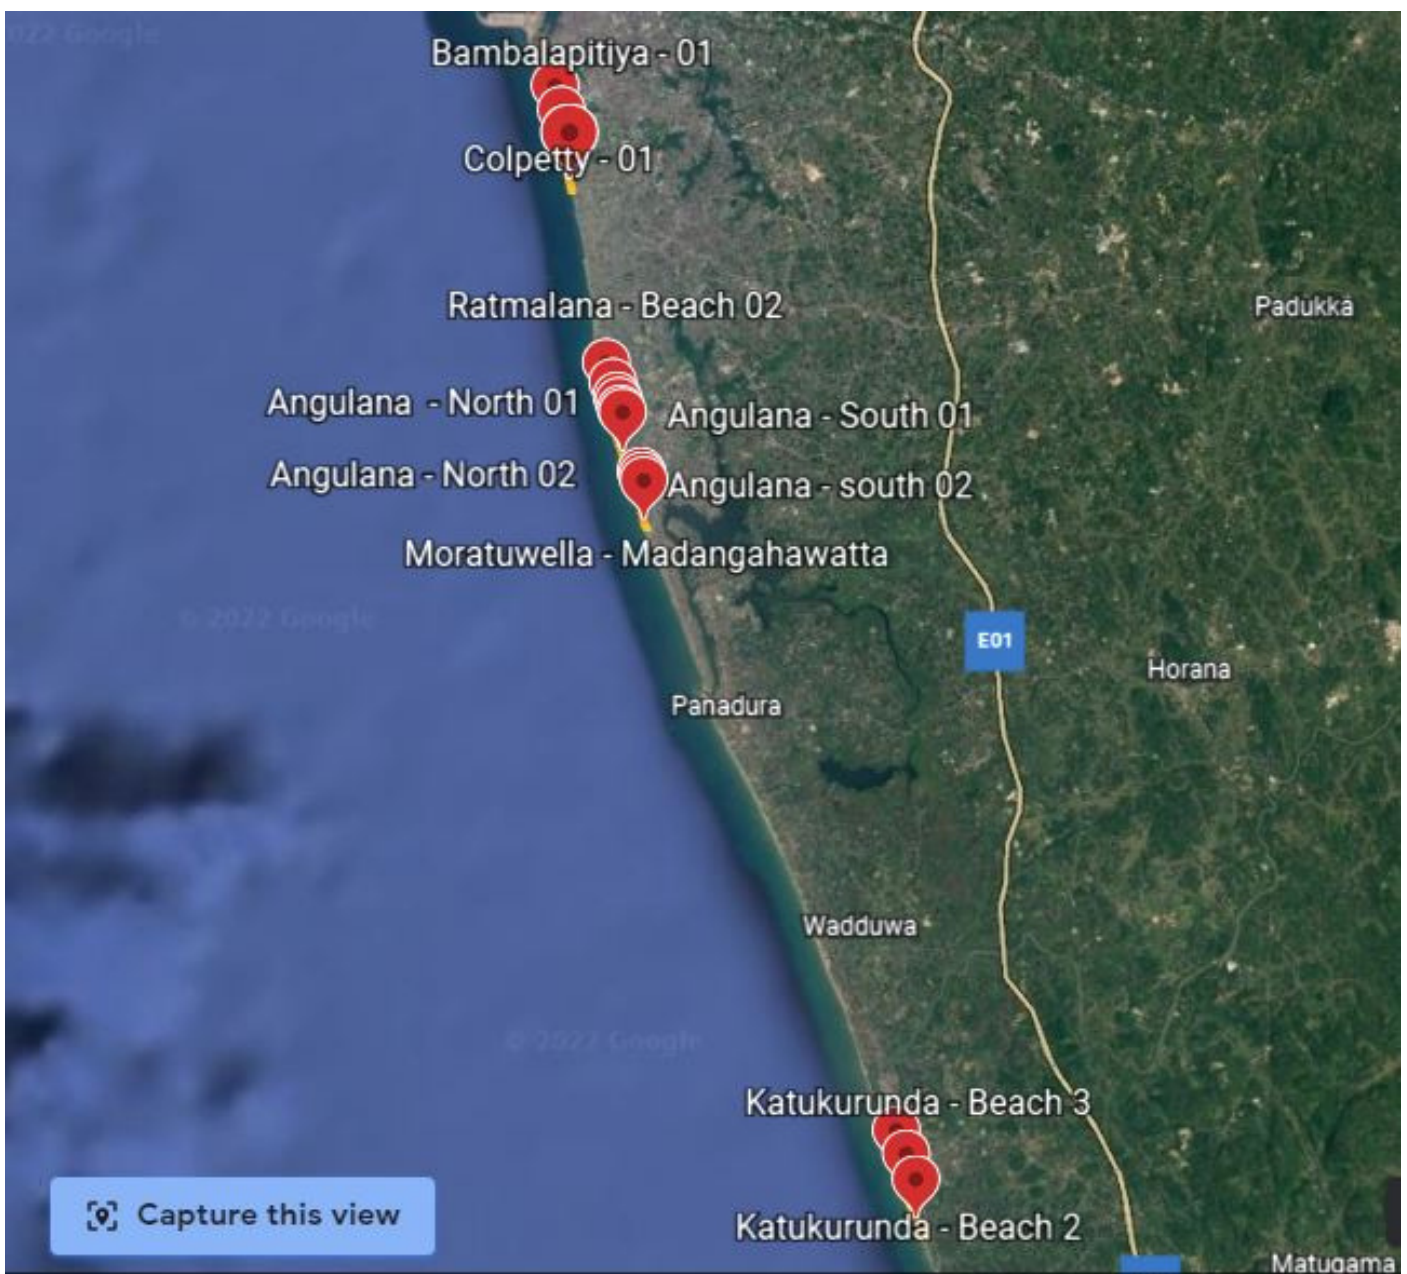 2022 Google
Bambalapitiya - 01
Colpetty - 01
Ratmalana - Beach 02
Padukka
Angulana - North 01
Angulana - South 01
Angulana - North 02
Angulana - south 02
Moratuwella - Madangahawatta
© 2022 Google
E01
Horana
Panadura
Wadduwa
© 2022 Google
Katukurunda - Beach 3
Capture this view
Katukurunda - Beach 2
Matugama